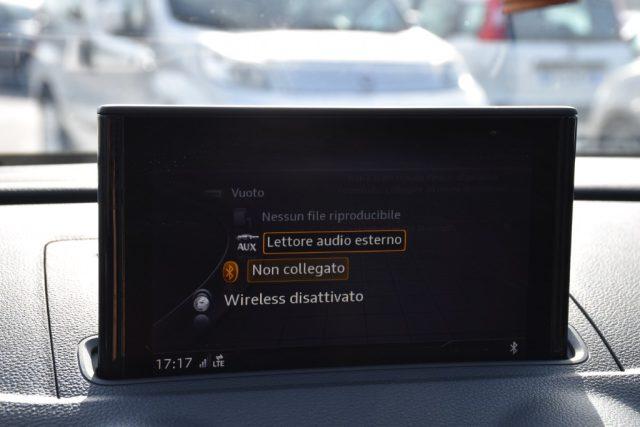 Vuoto
Nessun file riproducibile
AUX
Lettore audio esterno
Non collegato
Wireless disattivato
17:17
LTE